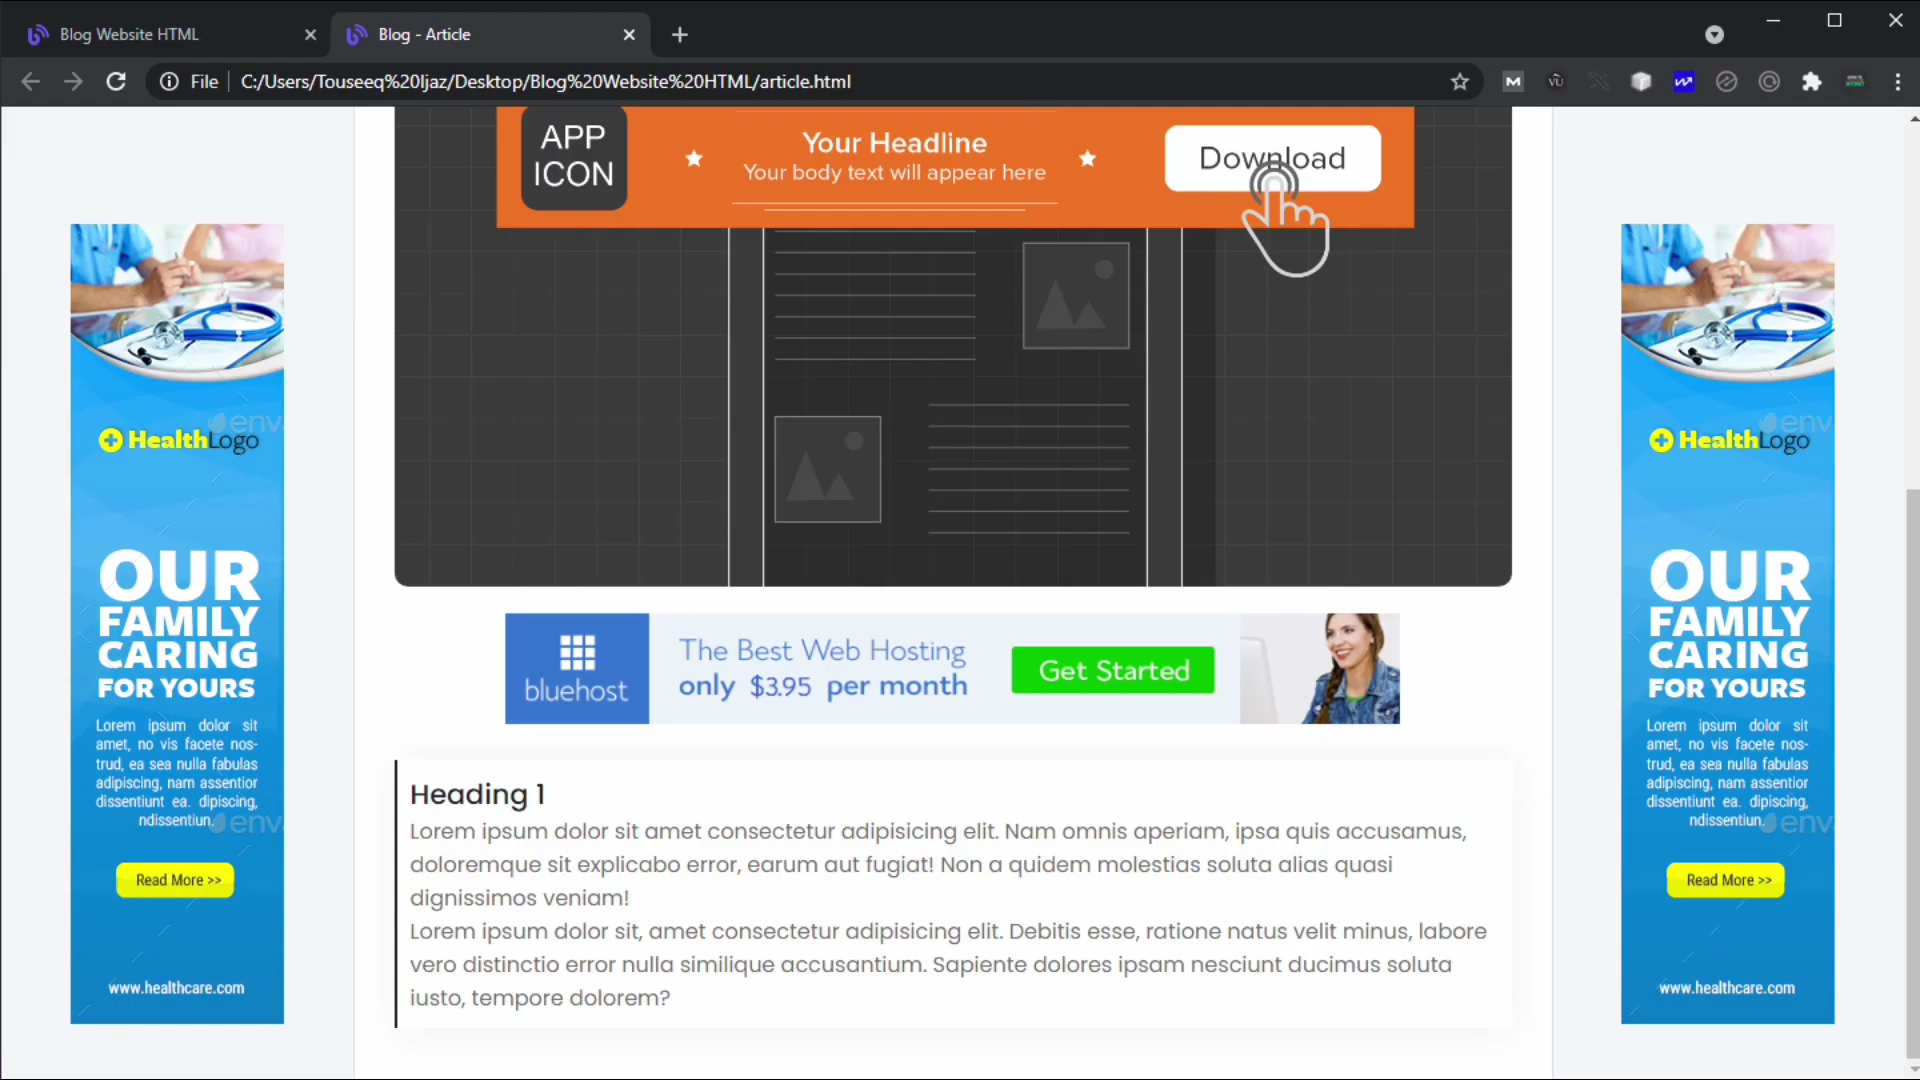 Blog Website HTML
Blog - Article
File
C:/Users/Touseeq%20Ijaz/Desktop/Blog%20Website%20HTML/article.html
APP
ICON
Your Headline
Your body text will appear here
Download
HealthLogo
OUR
FAMILY
CARING
FOR YOURS
Lorem ipsum dolor sit
amet, no vis facete nos-
trud, ea sea nulla fabulas
adipiscing, nam assentior
dissentiunt ea. dipiscing,
ndissentiun.
Read More >>
www.healthcare.com
bluehost
The Best Web Hosting
only $3.95 per month
Get Started
Heading 1
Lorem ipsum dolor sit amet consectetur adipisicing elit. Nam omnis aperiam, ipsa quis accusamus,
doloremque sit explicabo error, earum aut fugiat! Non a quidem molestias soluta alias quasi
dignissimos veniam!
Lorem ipsum dolor sit, amet consectetur adipisicing elit. Debitis esse, ratione natus velit minus, labore
vero distinctio error nulla similique accusantium. Sapiente dolores ipsam nesciunt ducimus soluta
iusto, tempore dolorem?
HealthLogo
OUR
FAMILY
CARING
FOR YOURS
Lorem ipsum dolor sit
amet, no vis facete nos-
trud, ea sea nulla fabulas
adipiscing, nam assentior
dissentiunt ea. dipiscing,
ndissentiun.
Read More >>
www.healthcare.com